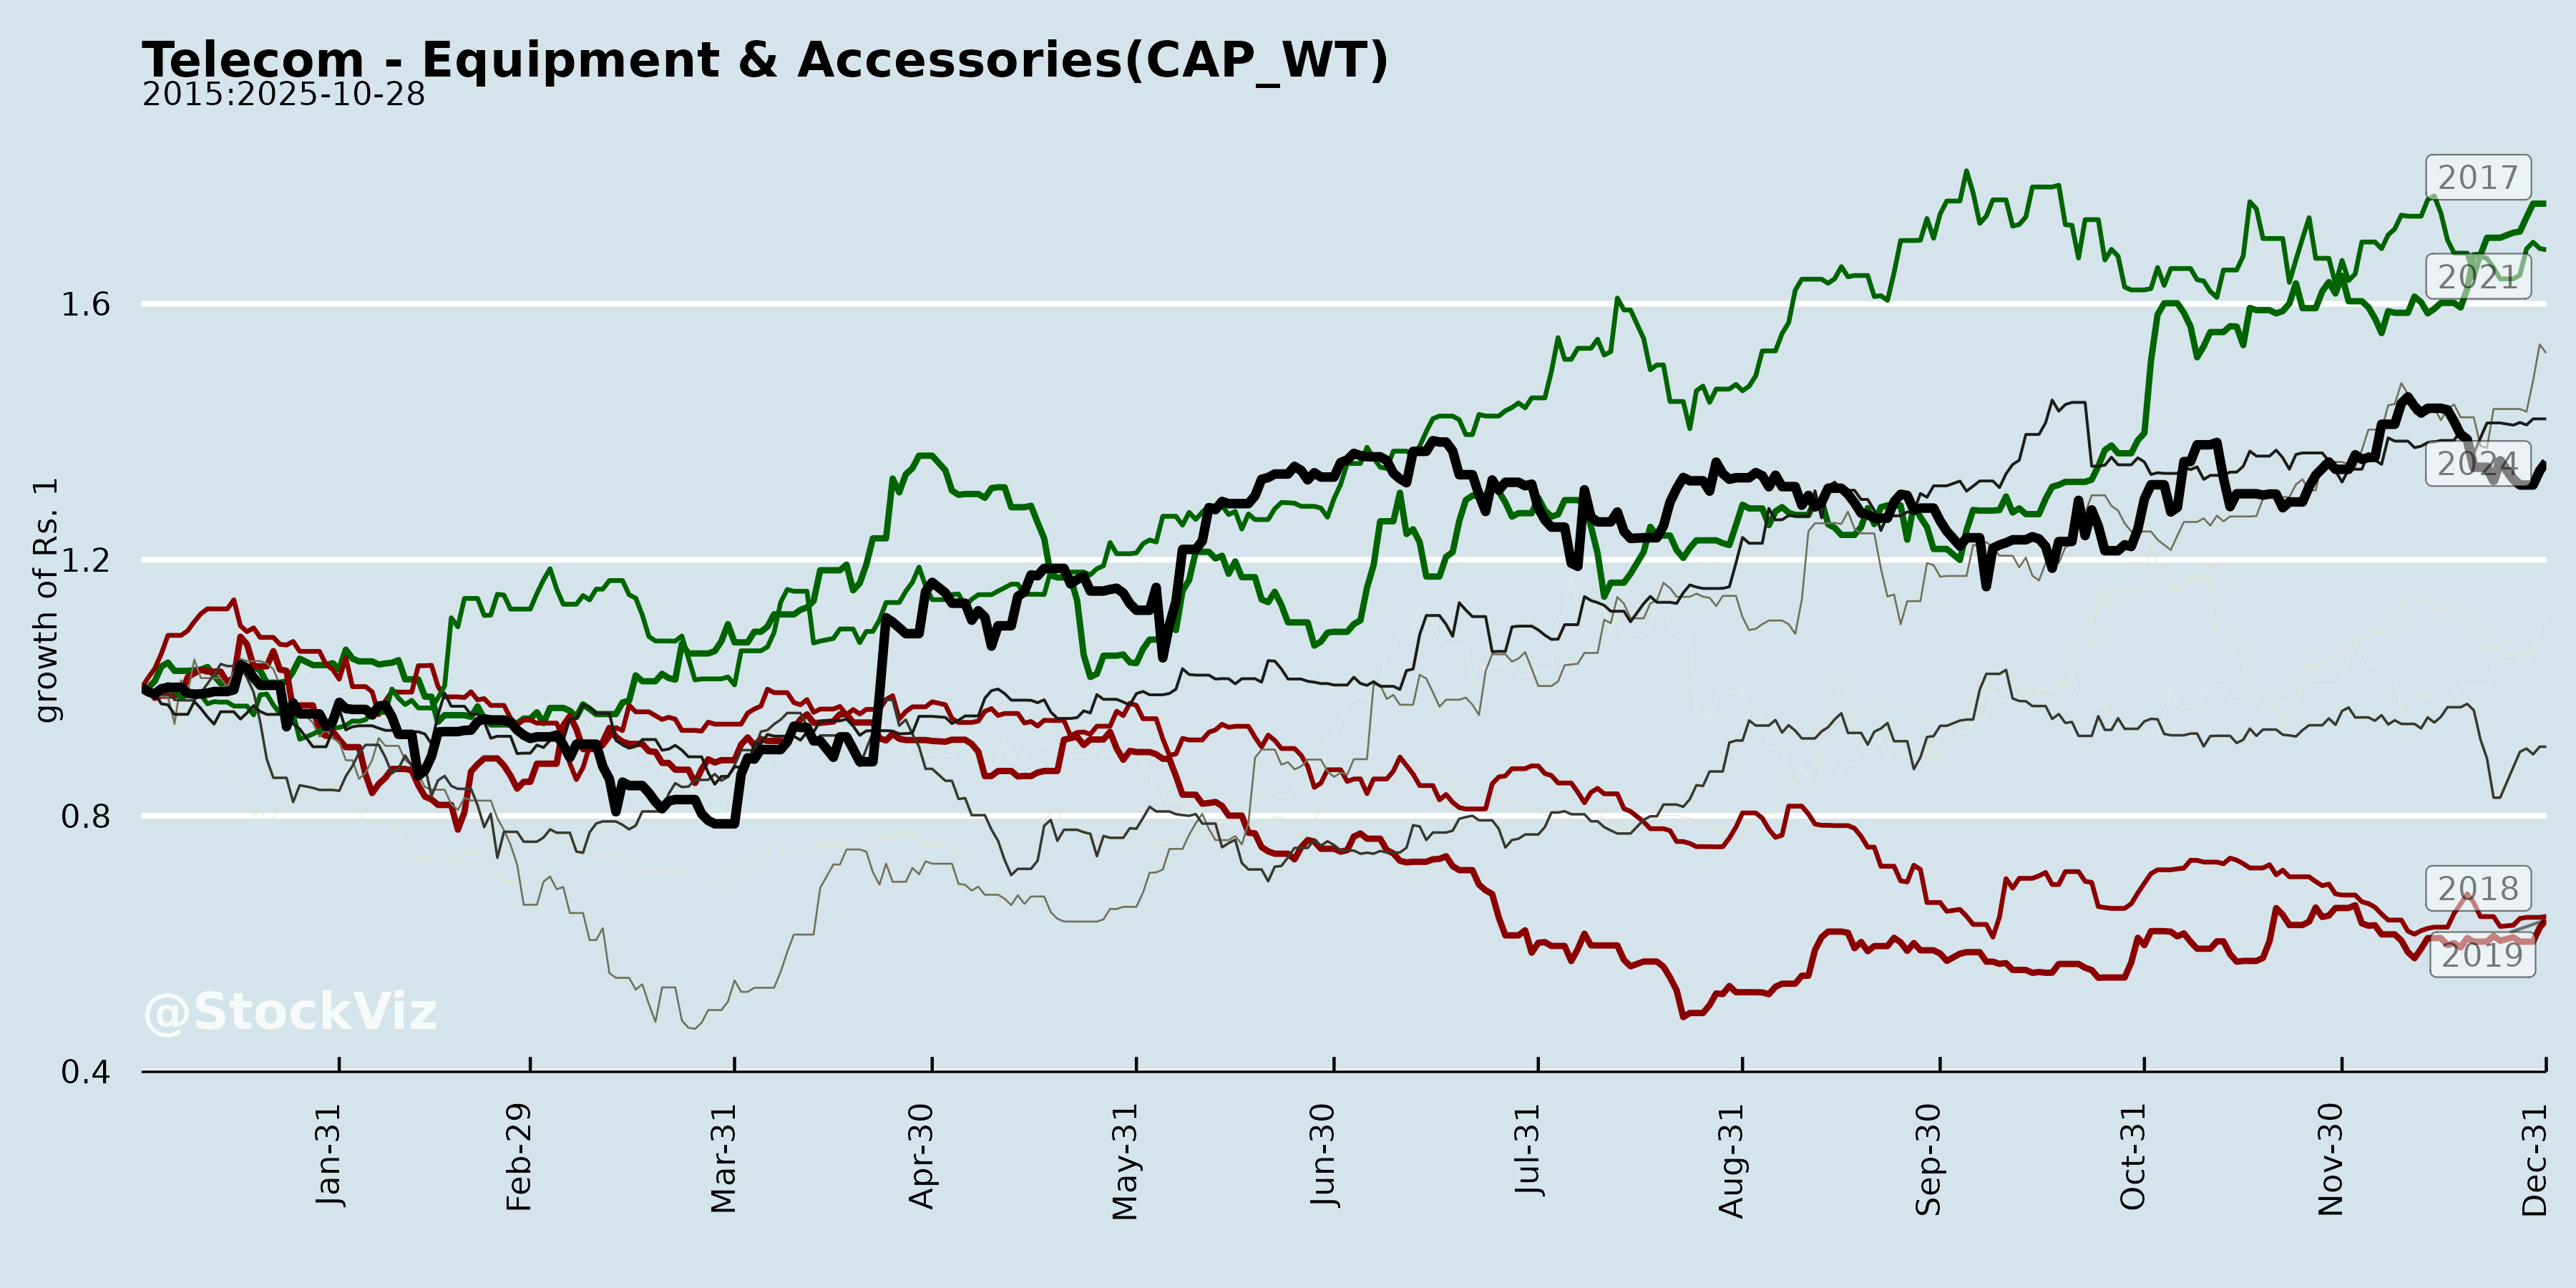 Telecom - Equipment & Accessories(CAP_WT)
2015:2025-10-28
growth of Rs. 1
1.6
1.2
0.8
0.4
2017
2021
2024
2018
2019
@StockViz
Jan-31
Feb-29
Mar-31
Apr-30
May-31
Jun-30
Jul-31
Aug-31
Sep-30
Oct-31
Nov-30
Dec-31